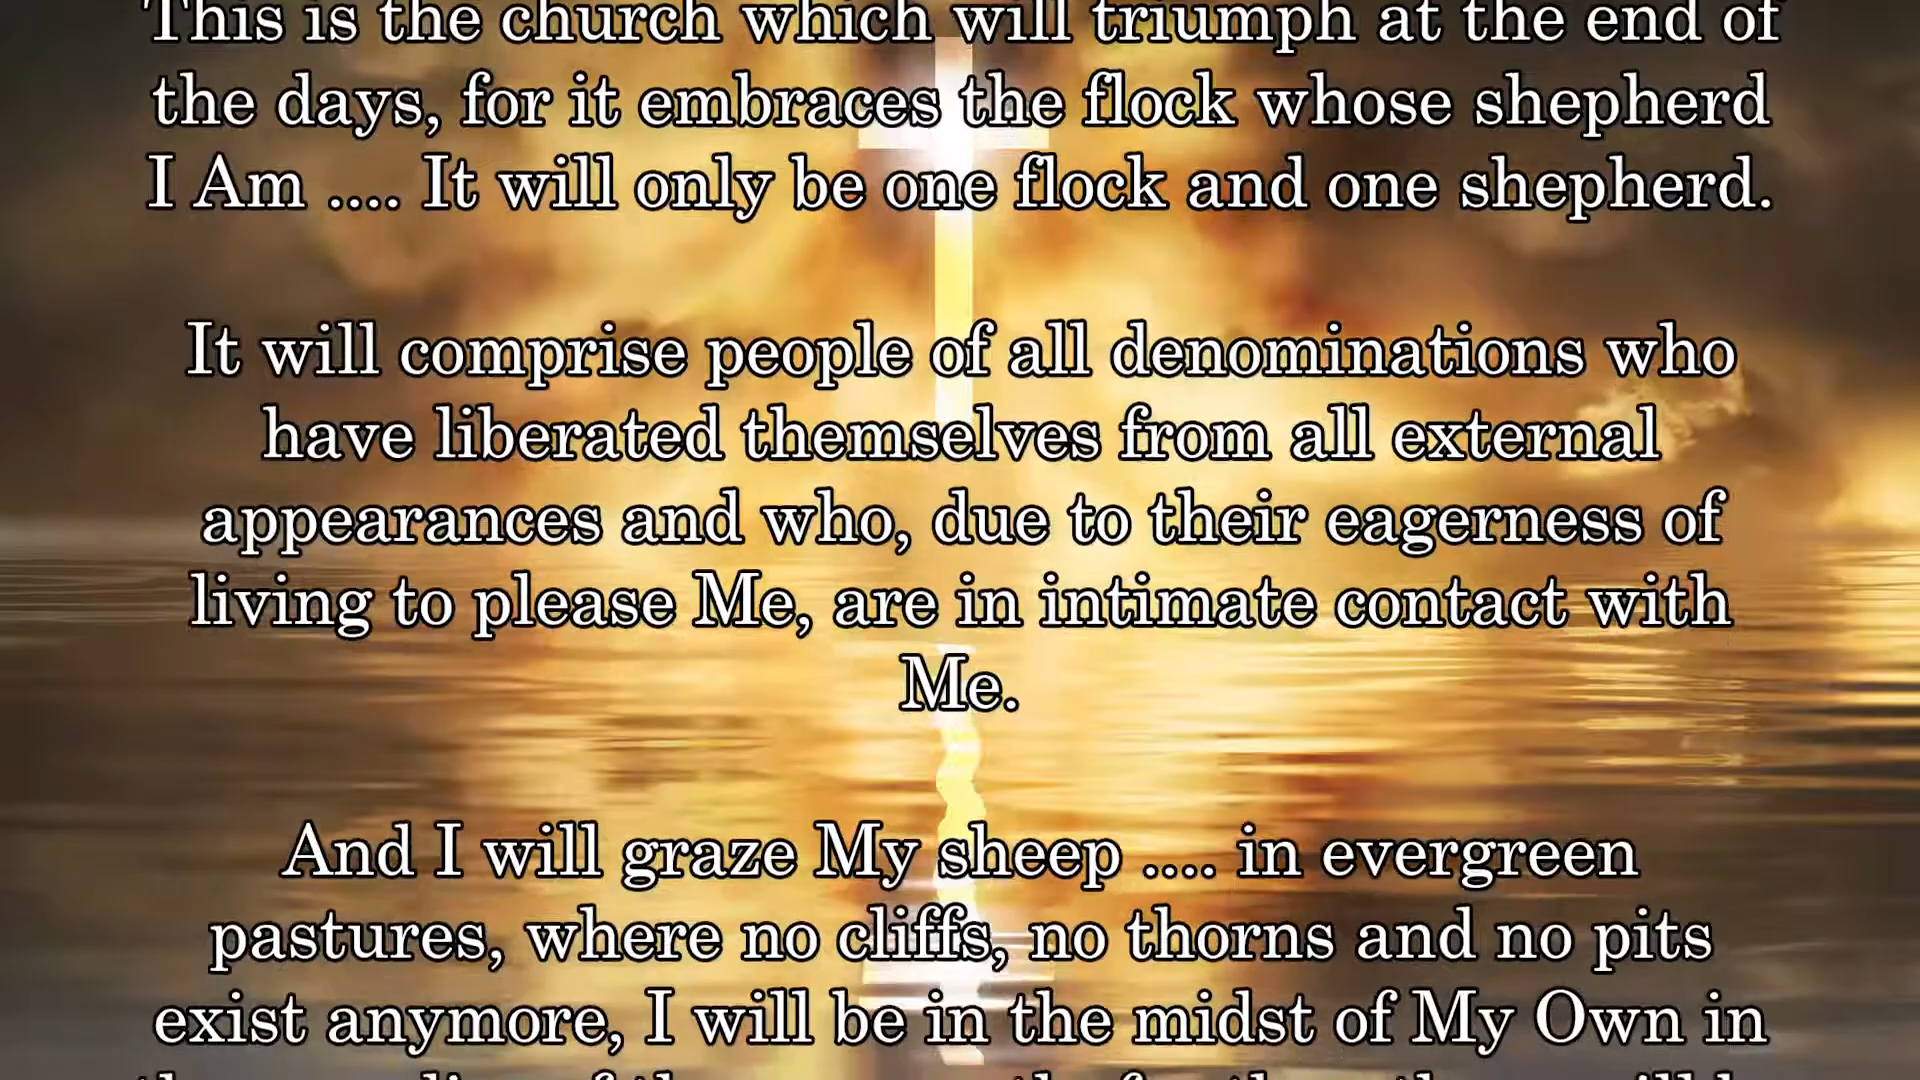 This is the church which will triumph at the end of
the days, for it embraces the flock whose shepherd
I Am .... It will only be one flock and one shepherd.
It will comprise people of all denominations who
have liberated themselves from all external
appearances and who, due to their eagerness of
living to please Me, are in intimate contact with
Me.
And I will graze My sheep .... in evergreen
pastures, where no cliffs, no thorns and no pits
exist anymore, I will be in the midst of My Own in